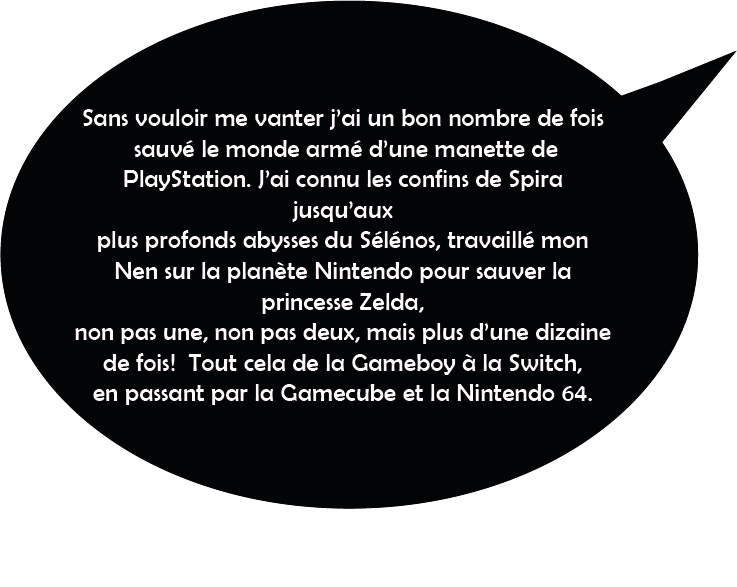 Sans vouloir me vanter j’ai un bon nombre de fois
sauvé le monde armé d’une manette de
PlayStation. J’ai connu les confins de Spira
jusqu’aux
plus profonds abysses du Sélénos, travaillé mon
Nen sur la planète Nintendo pour sauver la
princesse Zelda,
non pas une, non pas deux, mais plus d’une dizaine
de fois!  Tout cela de la Gameboy à la Switch,
en passant par la Gamecube et la Nintendo 64.